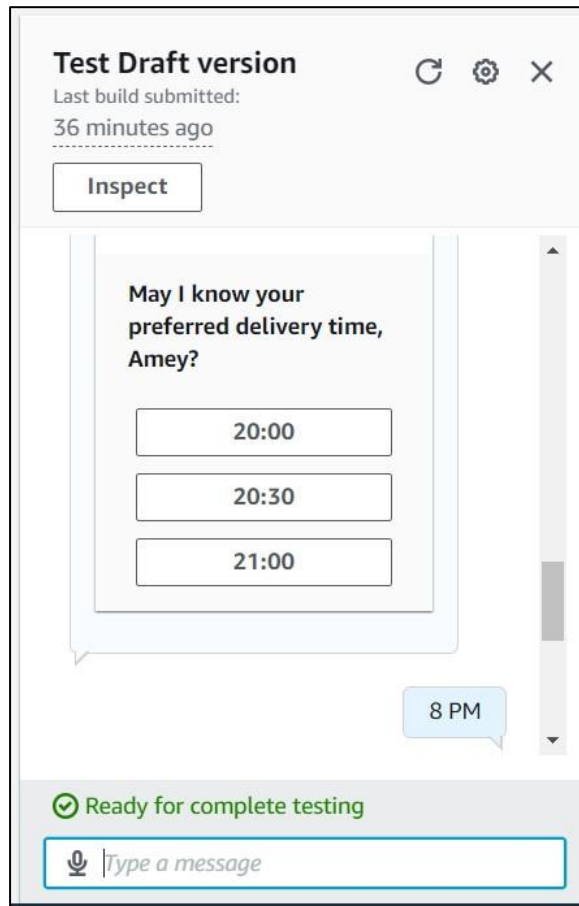 Test Draft version
Last build submitted:
36 minutes ago
Inspect
May I know your
preferred delivery time,
Amey?
20:00
20:30
21:00
8 PM
Ready for complete testing
Type a message